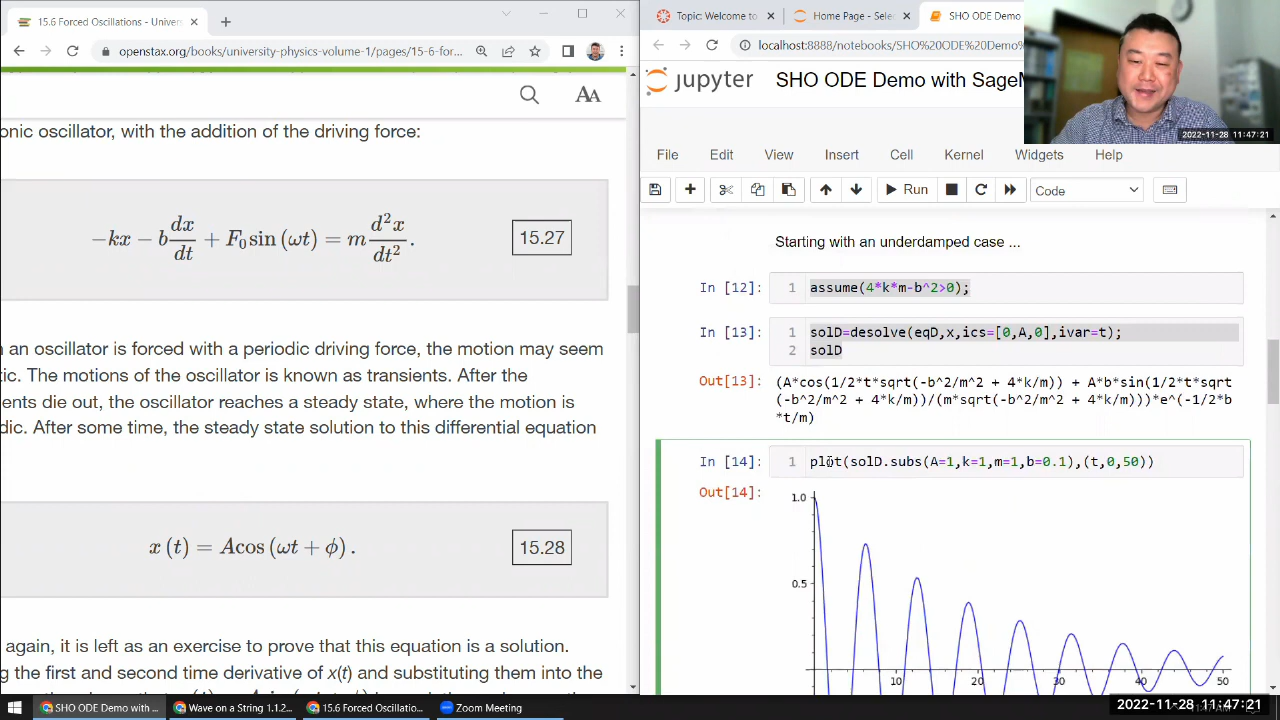 15.6 Forced Oscillations - Univers
openstax.org/books/university-physics-volume-1/pages/15-6-for...
AA
onic oscillator, with the addition of the driving force:
−kx − b dx/dt + F₀ sin (ωt) = m d²x/dt².
15.27
n an oscillator is forced with a periodic driving force, the motion may seem
tic. The motions of the oscillator is known as transients. After the
ents die out, the oscillator reaches a steady state, where the motion is
dic. After some time, the steady state solution to this differential equation
x (t) = A cos (ωt + ϕ) .
15.28
again, it is left as an exercise to prove that this equation is a solution.
ng the first and second time derivative of x(t) and substituting them into the
Topic: Welcome to
Home Page - Sele
SHO ODE Demo
localhost:8888/notebooks/SHO%20ODE%20Demo%
jupyter
SHO ODE Demo with SageM
2022-11-28 11:47:21
File Edit View Insert Cell Kernel Widgets Help
Run
Code
Starting with an underdamped case ...
In [12]:
1 assume(4*k*m-b^2>0);
In [13]:
1 solD=desolve(eqD,x,ics=[0,A,0],ivar=t);
2 solD
Out[13]:
(A*cos(1/2*t*sqrt(-b^2/m^2 + 4*k/m)) + A*b*sin(1/2*t*sqrt
(-b^2/m^2 + 4*k/m))/(m*sqrt(-b^2/m^2 + 4*k/m)))*e^(-1/2*b
*t/m)
In [14]:
1 plot(solD.subs(A=1,k=1,m=1,b=0.1),(t,0,50))
Out[14]:
1.0
0.5
10 20 30 40 50
SHO ODE Demo with ...
Wave on a String 1.1.2...
15.6 Forced Oscillatio...
Zoom Meeting
2022-11-28 11:47:21